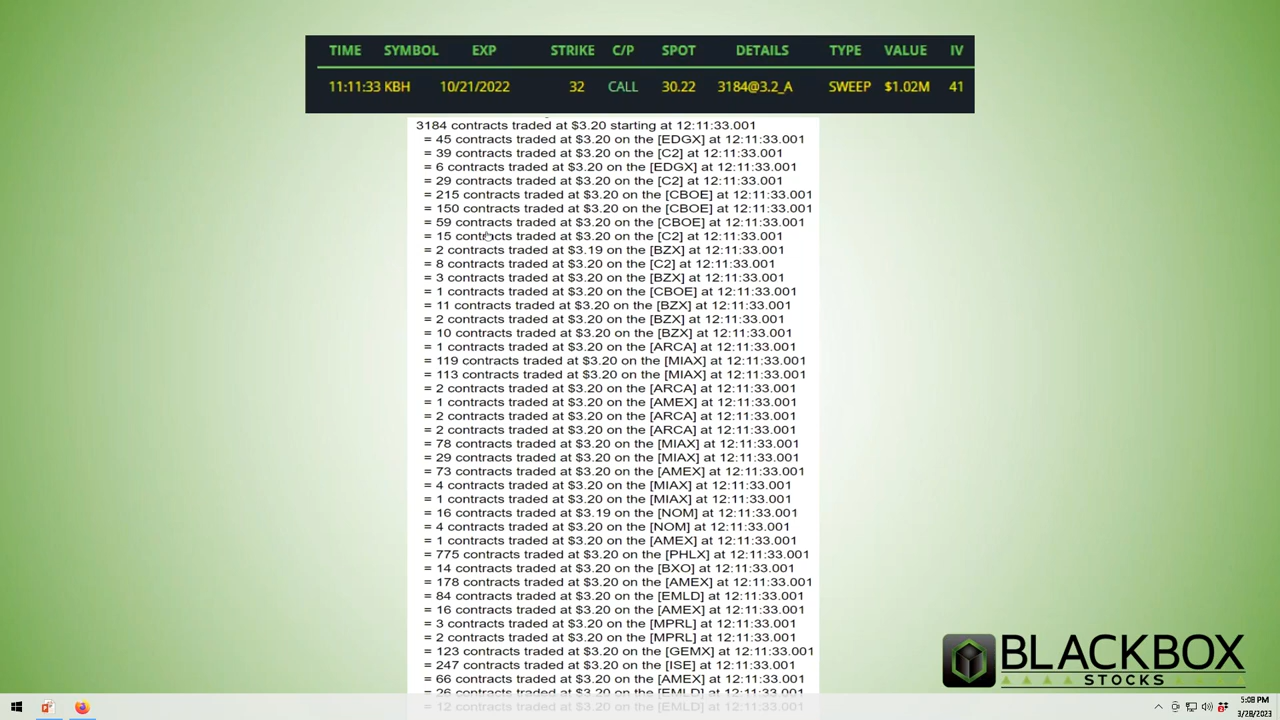 TIME SYMBOL EXP STRIKE C/P SPOT DETAILS TYPE VALUE IV
11:11:33 KBH 10/21/2022 32 CALL 30.22 3184@3.2_A SWEEP $1.02M 41
3184 contracts traded at $3.20 starting at 12:11:33.001
= 45 contracts traded at $3.20 on the [EDGX] at 12:11:33.001
= 39 contracts traded at $3.20 on the [C2] at 12:11:33.001
= 6 contracts traded at $3.20 on the [EDGX] at 12:11:33.001
= 29 contracts traded at $3.20 on the [C2] at 12:11:33.001
= 215 contracts traded at $3.20 on the [CBOE] at 12:11:33.001
= 150 contracts traded at $3.20 on the [CBOE] at 12:11:33.001
= 59 contracts traded at $3.20 on the [CBOE] at 12:11:33.001
= 15 contracts traded at $3.20 on the [C2] at 12:11:33.001
= 2 contracts traded at $3.19 on the [BZX] at 12:11:33.001
= 8 contracts traded at $3.20 on the [C2] at 12:11:33.001
= 3 contracts traded at $3.20 on the [BZX] at 12:11:33.001
= 1 contracts traded at $3.20 on the [CBOE] at 12:11:33.001
= 11 contracts traded at $3.20 on the [BZX] at 12:11:33.001
= 2 contracts traded at $3.20 on the [BZX] at 12:11:33.001
= 10 contracts traded at $3.20 on the [BZX] at 12:11:33.001
= 1 contracts traded at $3.20 on the [ARCA] at 12:11:33.001
= 119 contracts traded at $3.20 on the [MIAX] at 12:11:33.001
= 113 contracts traded at $3.20 on the [MIAX] at 12:11:33.001
= 2 contracts traded at $3.20 on the [ARCA] at 12:11:33.001
= 1 contracts traded at $3.20 on the [AMEX] at 12:11:33.001
= 2 contracts traded at $3.20 on the [ARCA] at 12:11:33.001
= 2 contracts traded at $3.20 on the [ARCA] at 12:11:33.001
= 78 contracts traded at $3.20 on the [MIAX] at 12:11:33.001
= 29 contracts traded at $3.20 on the [MIAX] at 12:11:33.001
= 73 contracts traded at $3.20 on the [AMEX] at 12:11:33.001
= 4 contracts traded at $3.20 on the [MIAX] at 12:11:33.001
= 1 contracts traded at $3.20 on the [MIAX] at 12:11:33.001
= 16 contracts traded at $3.19 on the [NOM] at 12:11:33.001
= 4 contracts traded at $3.20 on the [NOM] at 12:11:33.001
= 1 contracts traded at $3.20 on the [AMEX] at 12:11:33.001
= 775 contracts traded at $3.20 on the [PHLX] at 12:11:33.001
= 14 contracts traded at $3.20 on the [BXO] at 12:11:33.001
= 178 contracts traded at $3.20 on the [AMEX] at 12:11:33.001
= 84 contracts traded at $3.20 on the [EMLD] at 12:11:33.001
= 16 contracts traded at $3.20 on the [AMEX] at 12:11:33.001
= 3 contracts traded at $3.20 on the [MPRL] at 12:11:33.001
= 2 contracts traded at $3.20 on the [MPRL] at 12:11:33.001
= 123 contracts traded at $3.20 on the [GEMX] at 12:11:33.001
= 247 contracts traded at $3.20 on the [ISE] at 12:11:33.001
= 66 contracts traded at $3.20 on the [AMEX] at 12:11:33.001
= 26 contracts traded at $3.20 on the [EMLD] at 12:11:33.001
= 12 contracts traded at $3.20 on the [EMLD] at 12:11:33.001
BLACKBOX
STOCKS
5:08 PM
3/28/2023